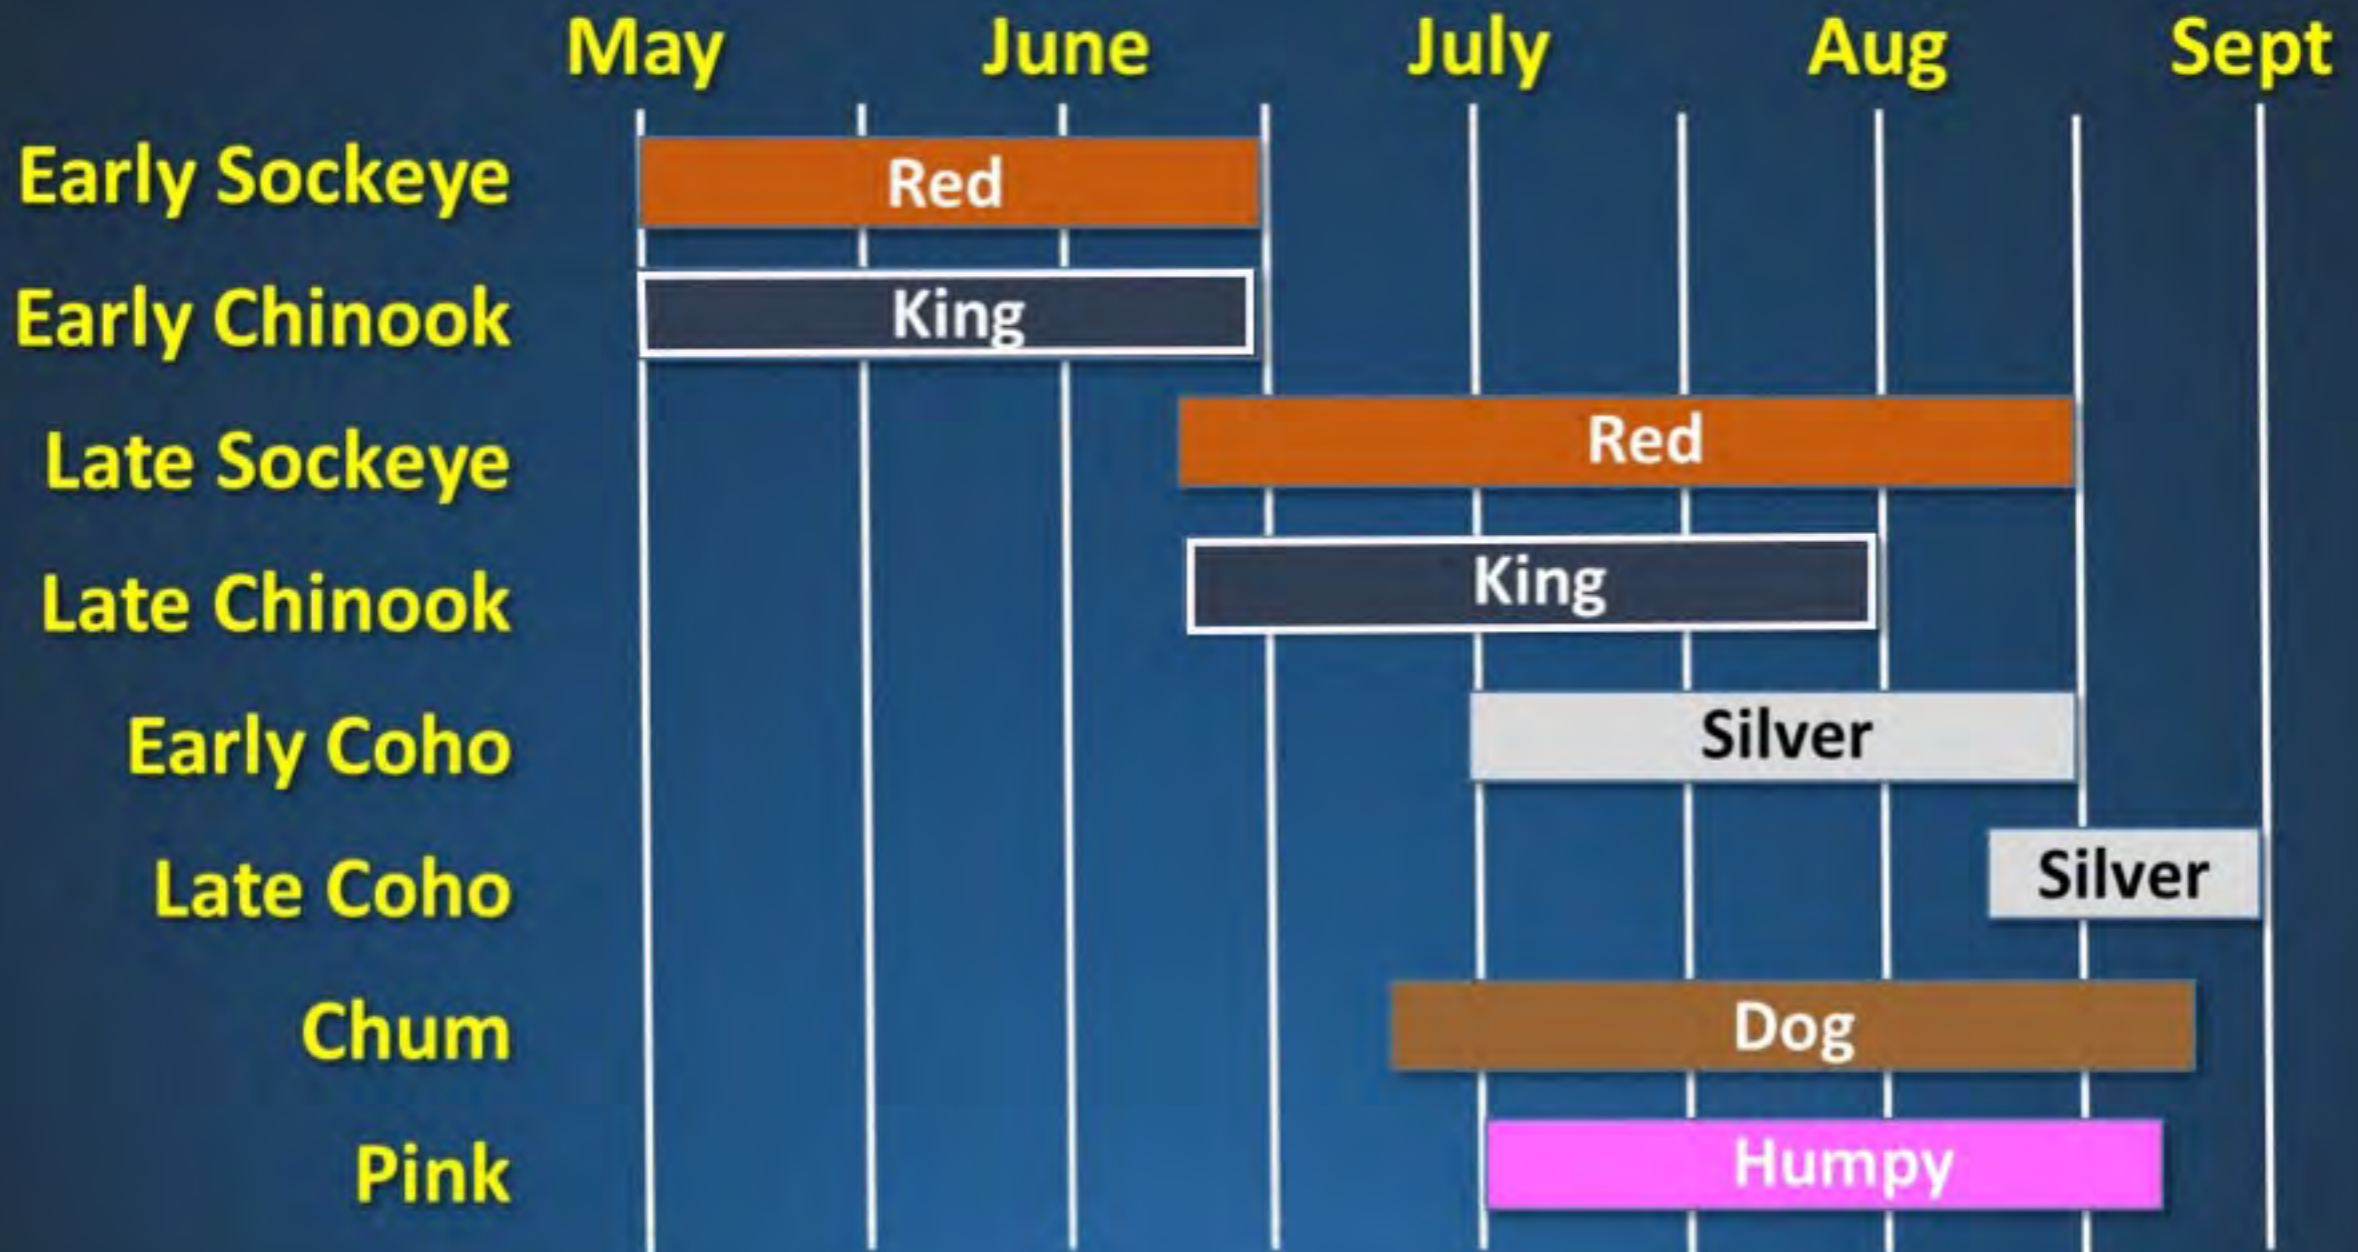 May June July Aug Sept
Early Sockeye Red
Early Chinook King
Late Sockeye Red
Late Chinook King
Early Coho Silver
Late Coho Silver
Chum Dog
Pink Humpy